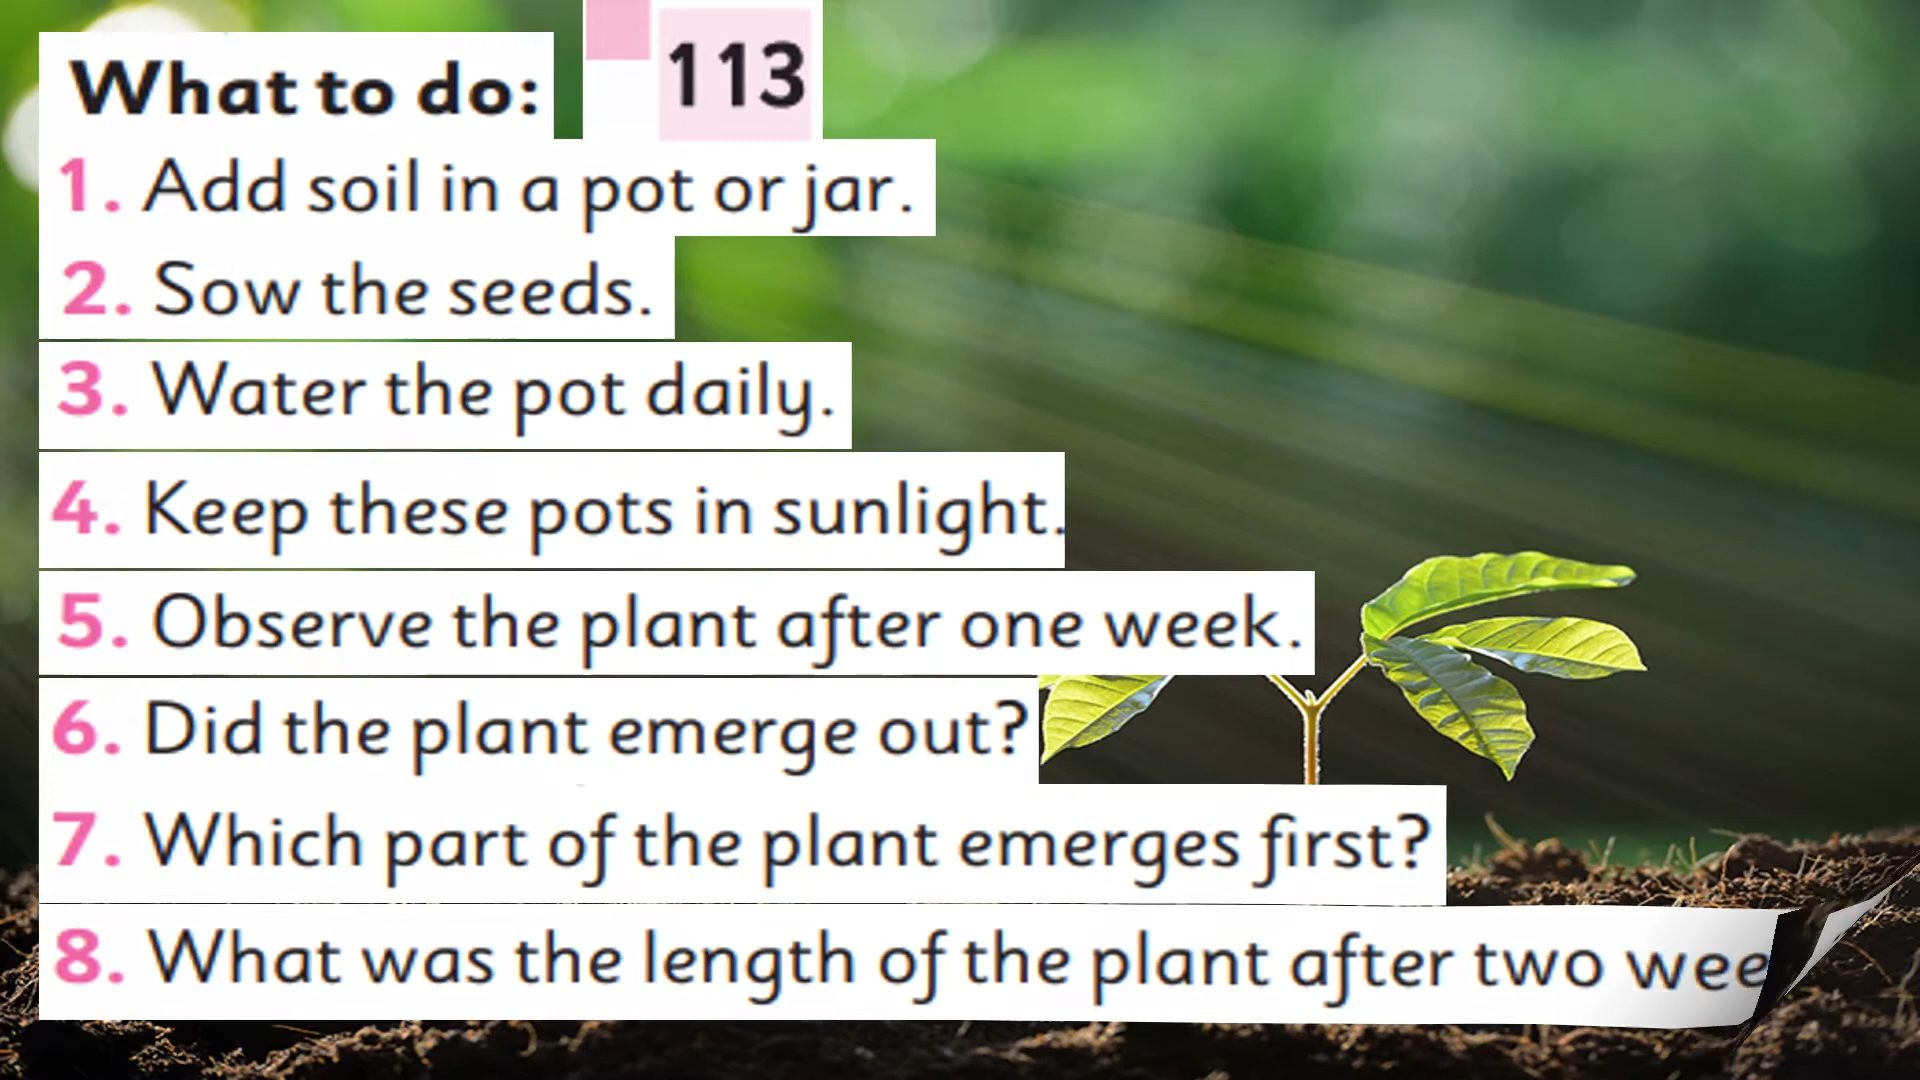 What to do:
113
1. Add soil in a pot or jar.
2. Sow the seeds.
3. Water the pot daily.
4. Keep these pots in sunlight.
5. Observe the plant after one week.
6. Did the plant emerge out?
7. Which part of the plant emerges first?
8. What was the length of the plant after two